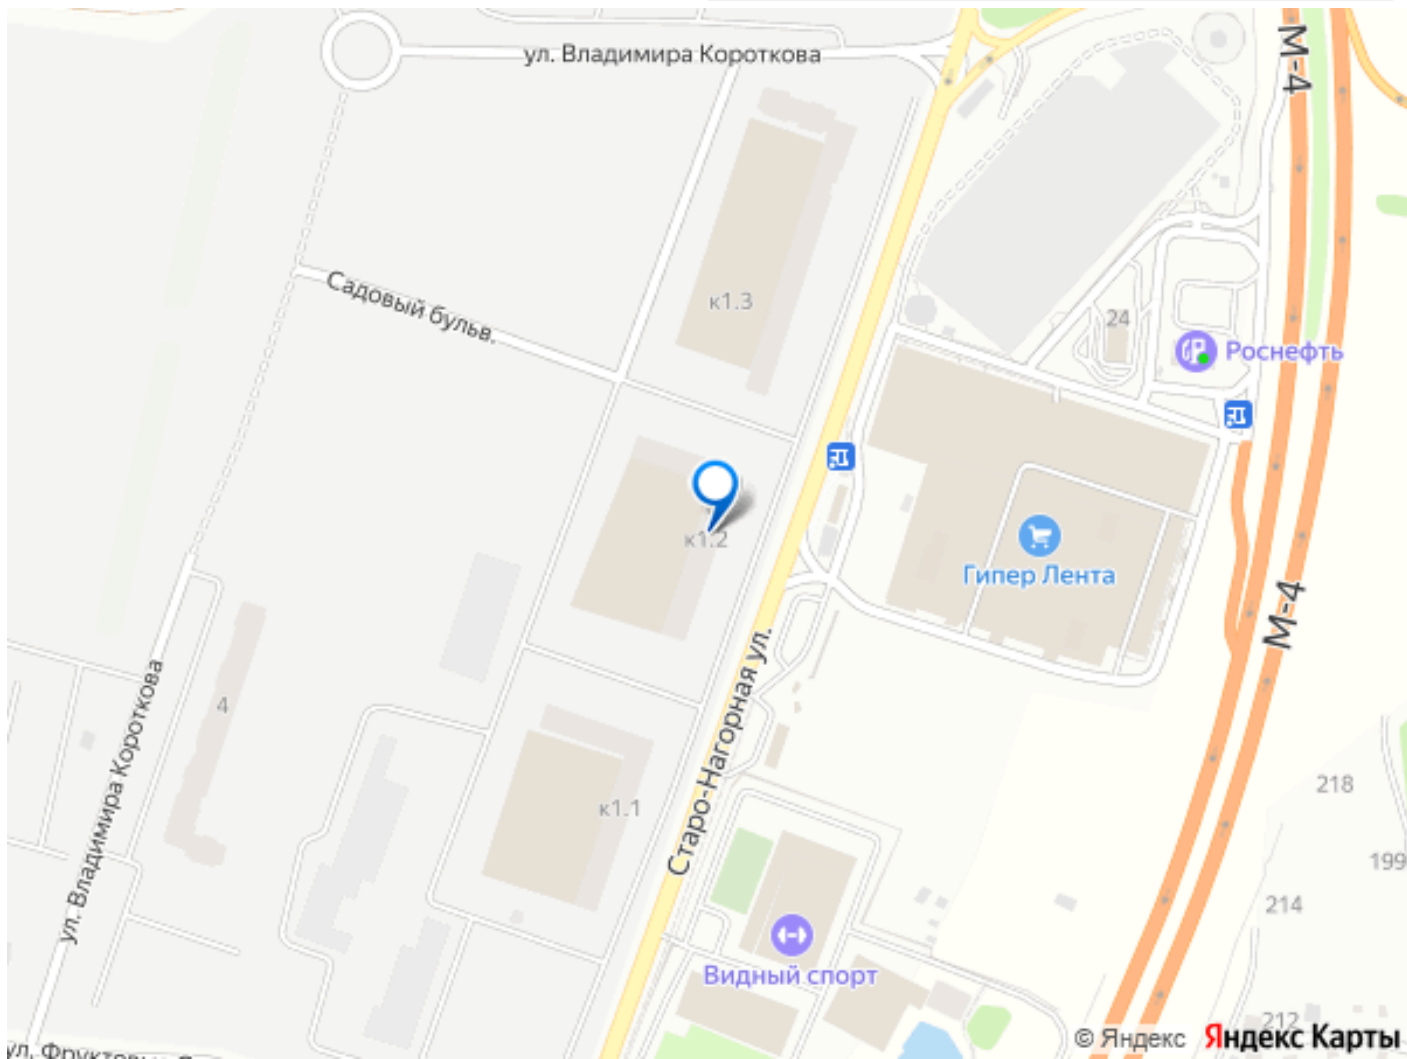 ул. Владимира Короткова
М-4
Садовый бульв.
к1.3
24
Роснефть
к1.2
Гипер Лента
М-4
Старо-Нагорная ул.
4
ул. Владимира Короткова
к1.1
218
199
214
Видный спорт
212
© Яндекс Яндекс Карты